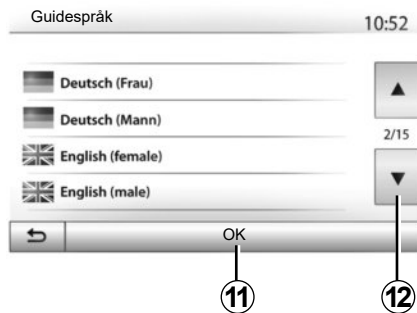 Guidespråk 10:52
Deutsch (Frau)
Deutsch (Mann)
2/15
English (female)
English (male)
OK
11 12